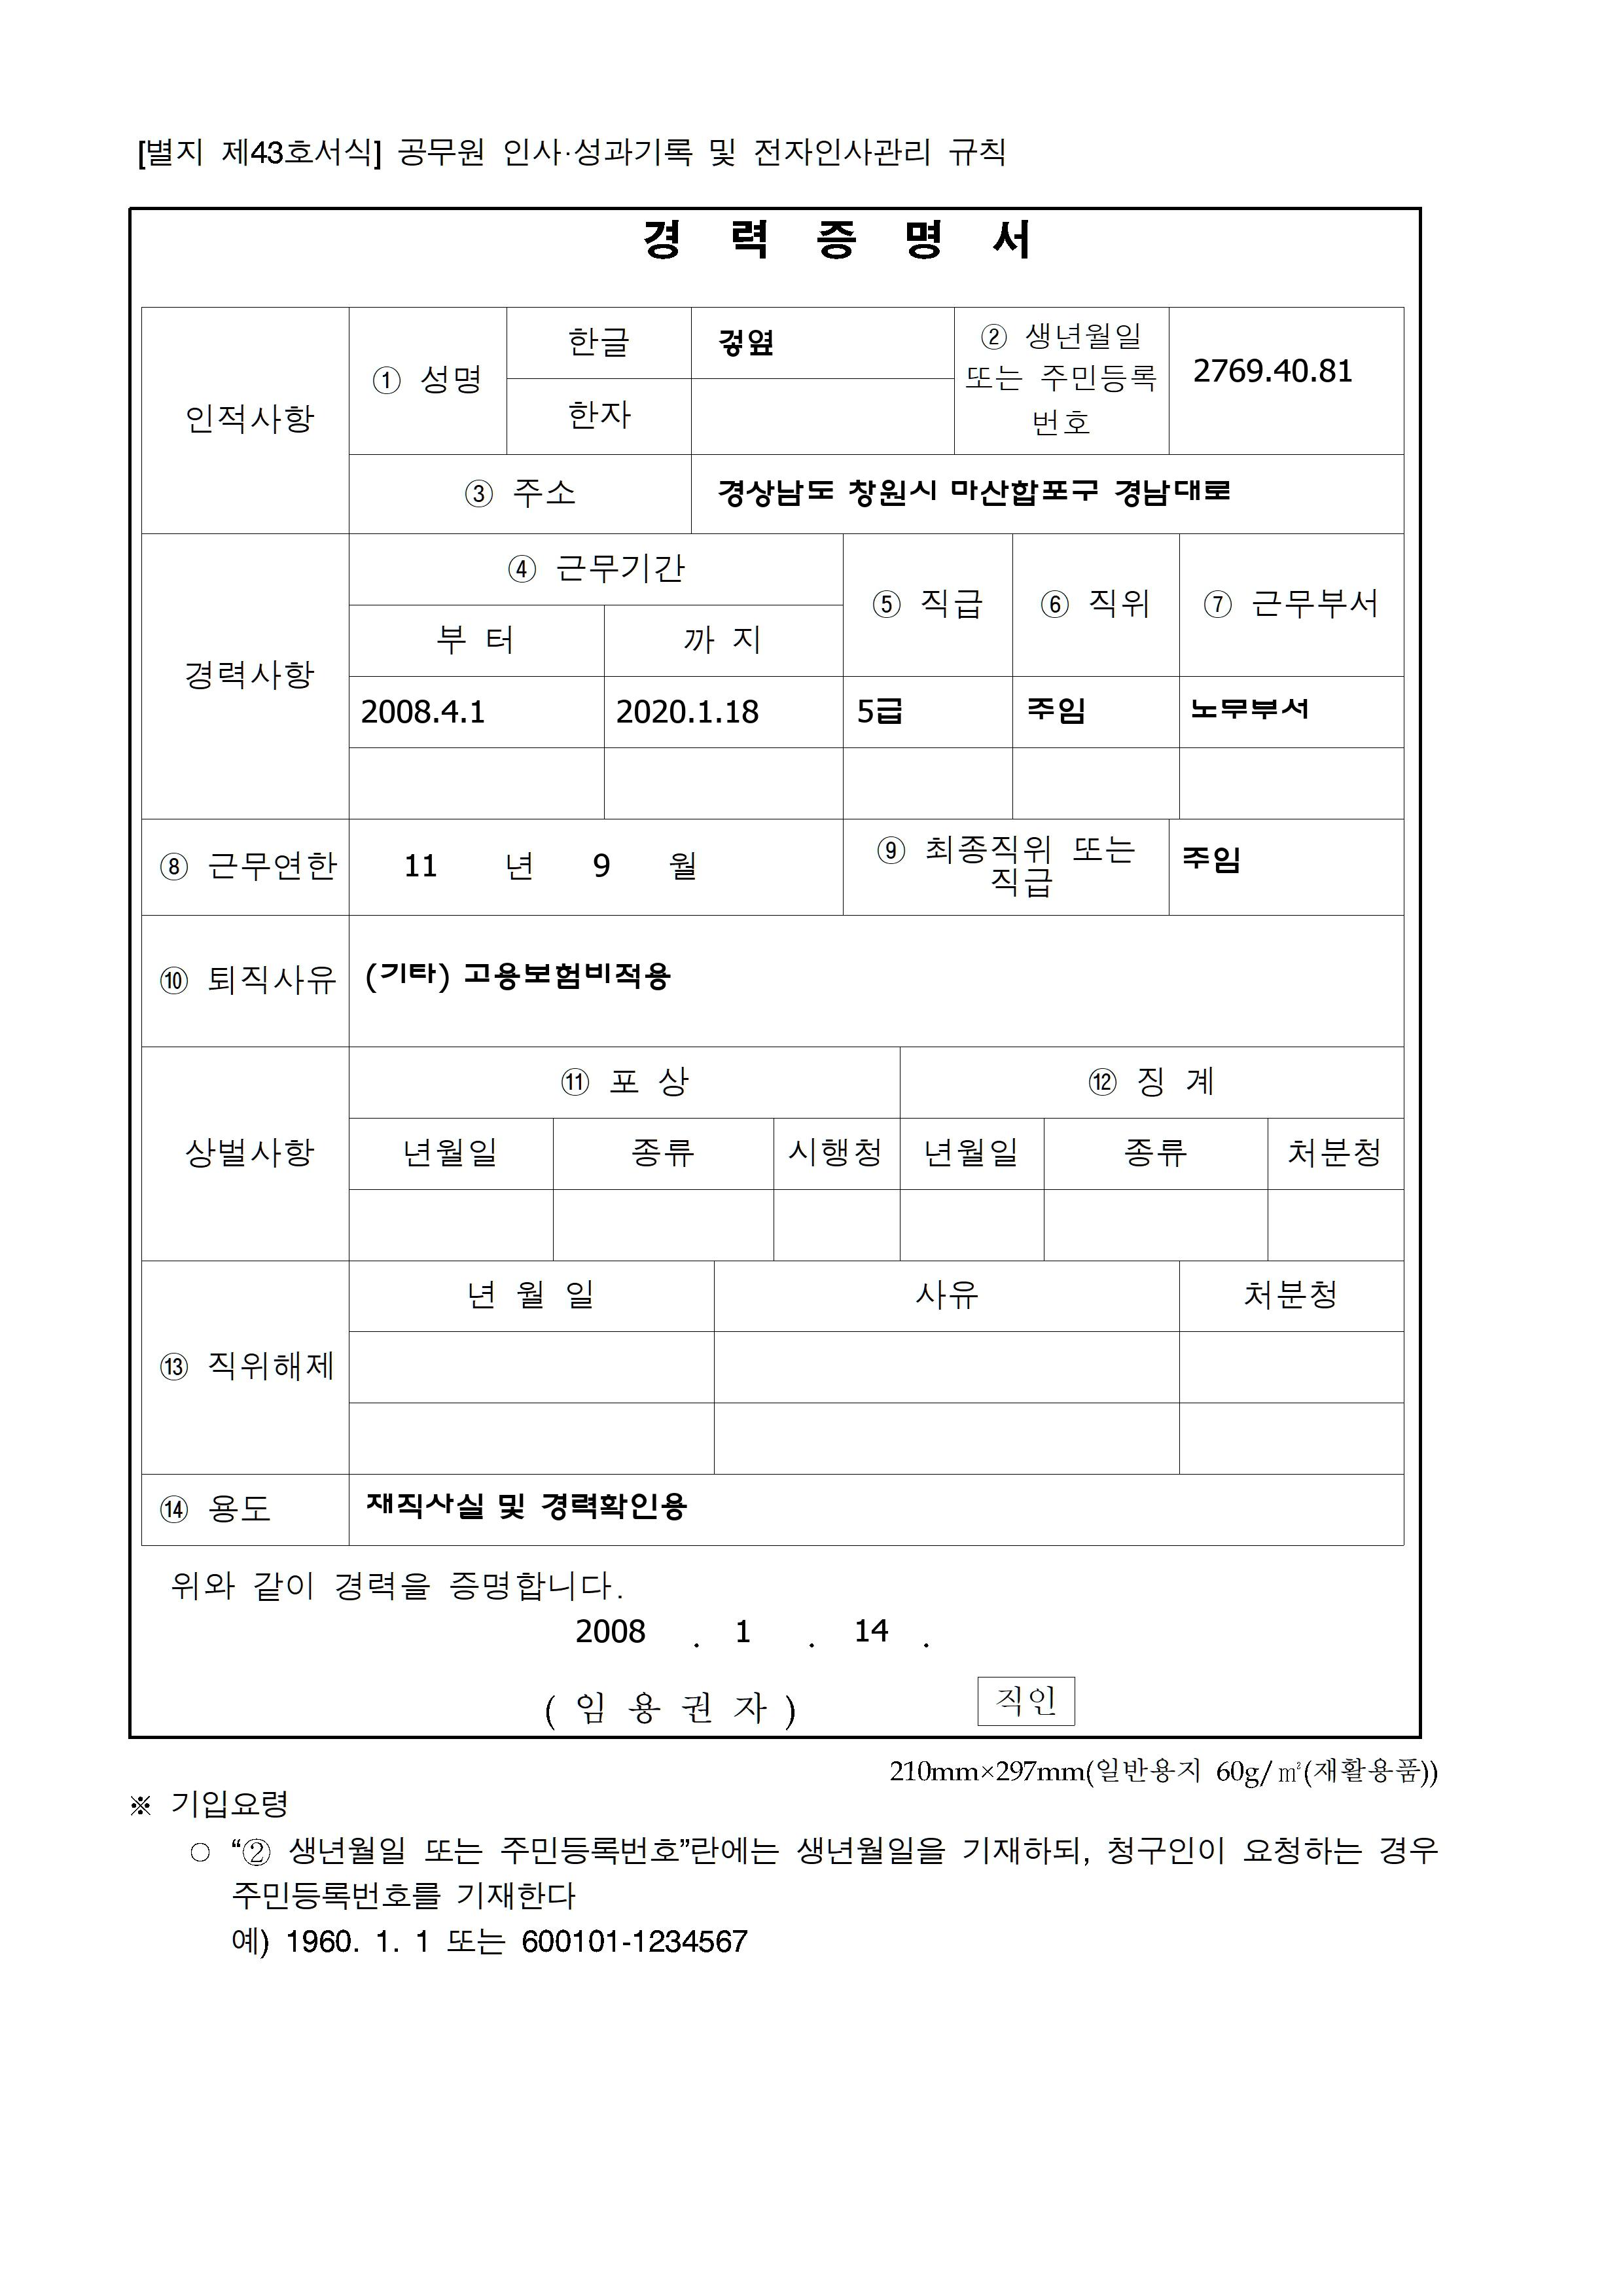 [별지 제43호서식] 공무원 인사·성과기록 및 전자인사관리 규칙
경 력 증 명 서
인적사항
① 성명
한글
겋옆
② 생년월일
또는 주민등록
번호
2769.40.81
한자
③ 주소
경상남도 창원시 마산합포구 경남대로
경력사항
④ 근무기간
⑤ 직급
⑥ 직위
⑦ 근무부서
부 터
까 지
2008.4.1
2020.1.18
5급
주임
노무부서
⑧ 근무연한
11 년 9 월
⑨ 최종직위 또는
직급
주임
⑩ 퇴직사유
(기타) 고용보험비적용
상벌사항
⑪ 포 상
⑫ 징 계
년월일
종류
시행청
년월일
종류
처분청
⑬ 직위해제
년 월 일
사유
처분청
⑭ 용도
재직사실 및 경력확인용
위와 같이 경력을 증명합니다.
2008 . 1 . 14 .
( 임 용 권 자 )
직인
210mm×297mm(일반용지 60g/㎡(재활용품))
※ 기입요령
○ “② 생년월일 또는 주민등록번호”란에는 생년월일을 기재하되, 청구인이 요청하는 경우
주민등록번호를 기재한다
예) 1960. 1. 1 또는 600101-1234567